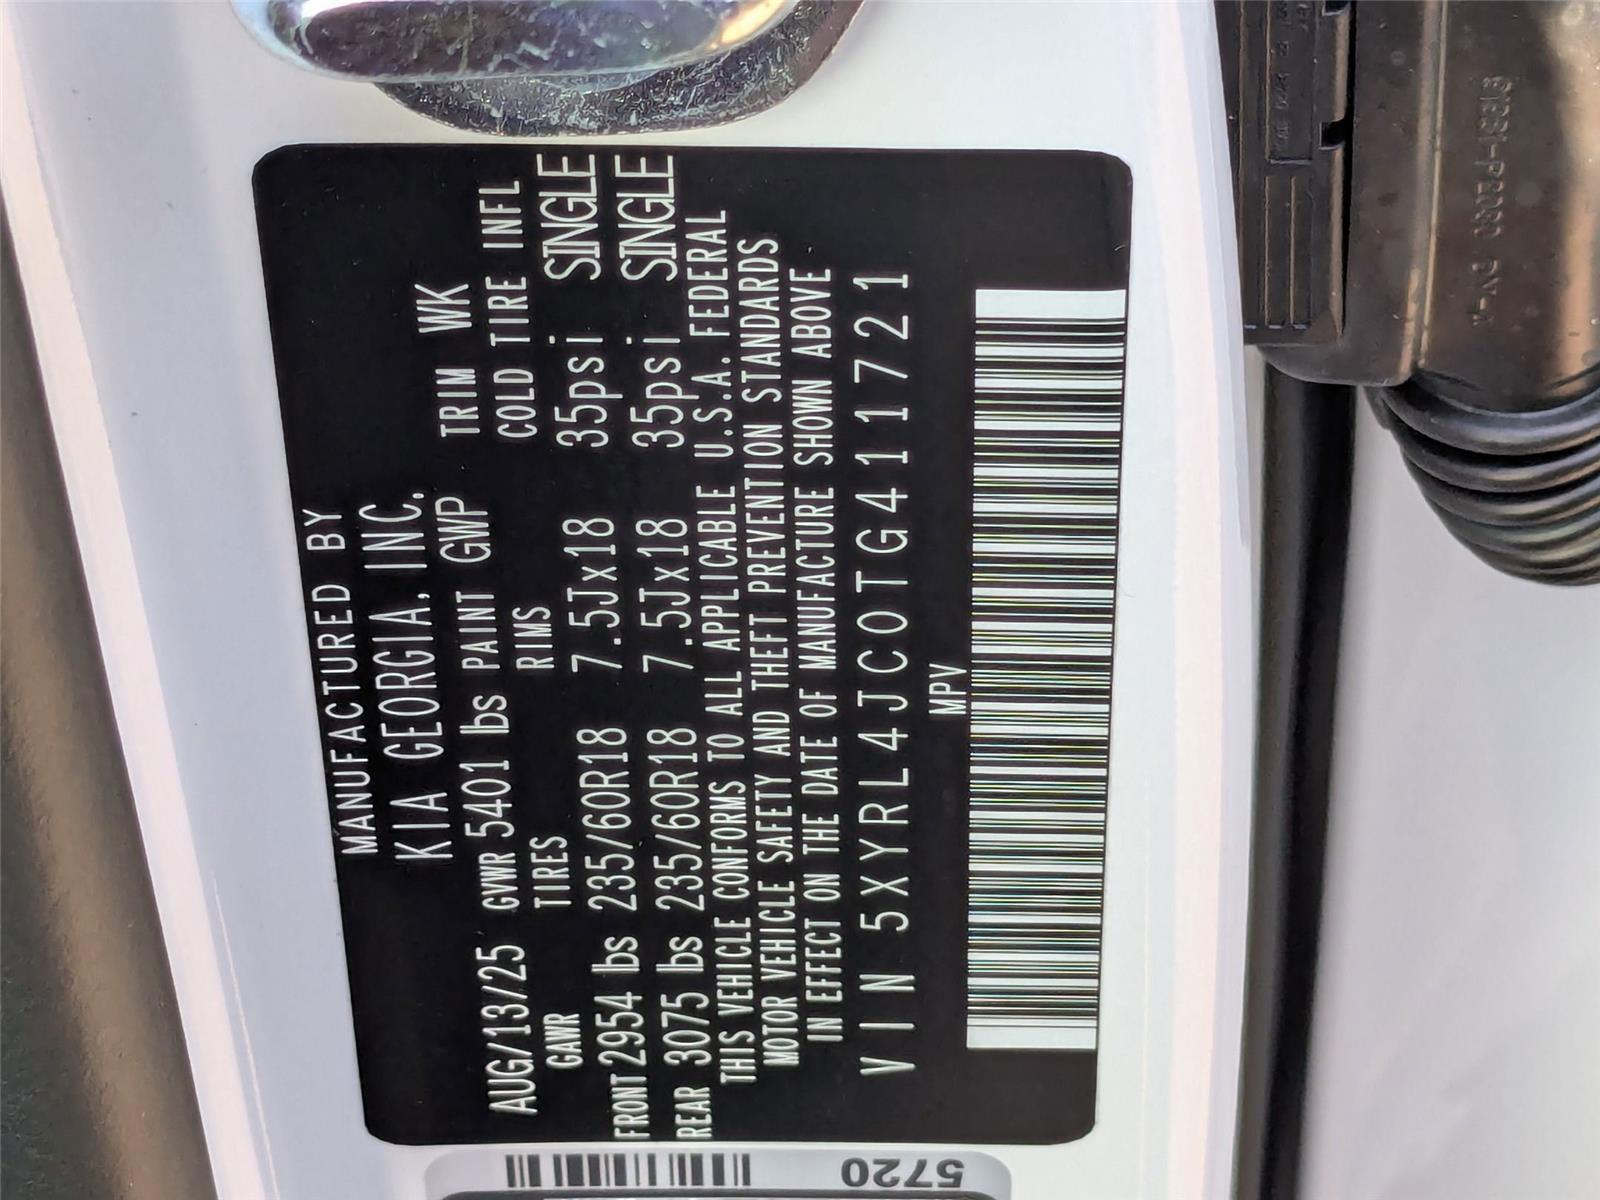 MANUFACTURED BY
KIA GEORGIA, INC.
AUG/13/25 GVWR 5401 lbs PAINT GWP TRIM WK
GAWR TIRES RIMS COLD TIRE INFL
FRONT 2954 lbs 235/60R18 7.5Jx18 35psi SINGLE
REAR 3075 lbs 235/60R18 7.5Jx18 35psi SINGLE
THIS VEHICLE CONFORMS TO ALL APPLICABLE U.S.A. FEDERAL
MOTOR VEHICLE SAFETY AND THEFT PREVENTION STANDARDS
IN EFFECT ON THE DATE OF MANUFACTURE SHOWN ABOVE
VIN 5XYRL4JC0TG411721
MPV
5720